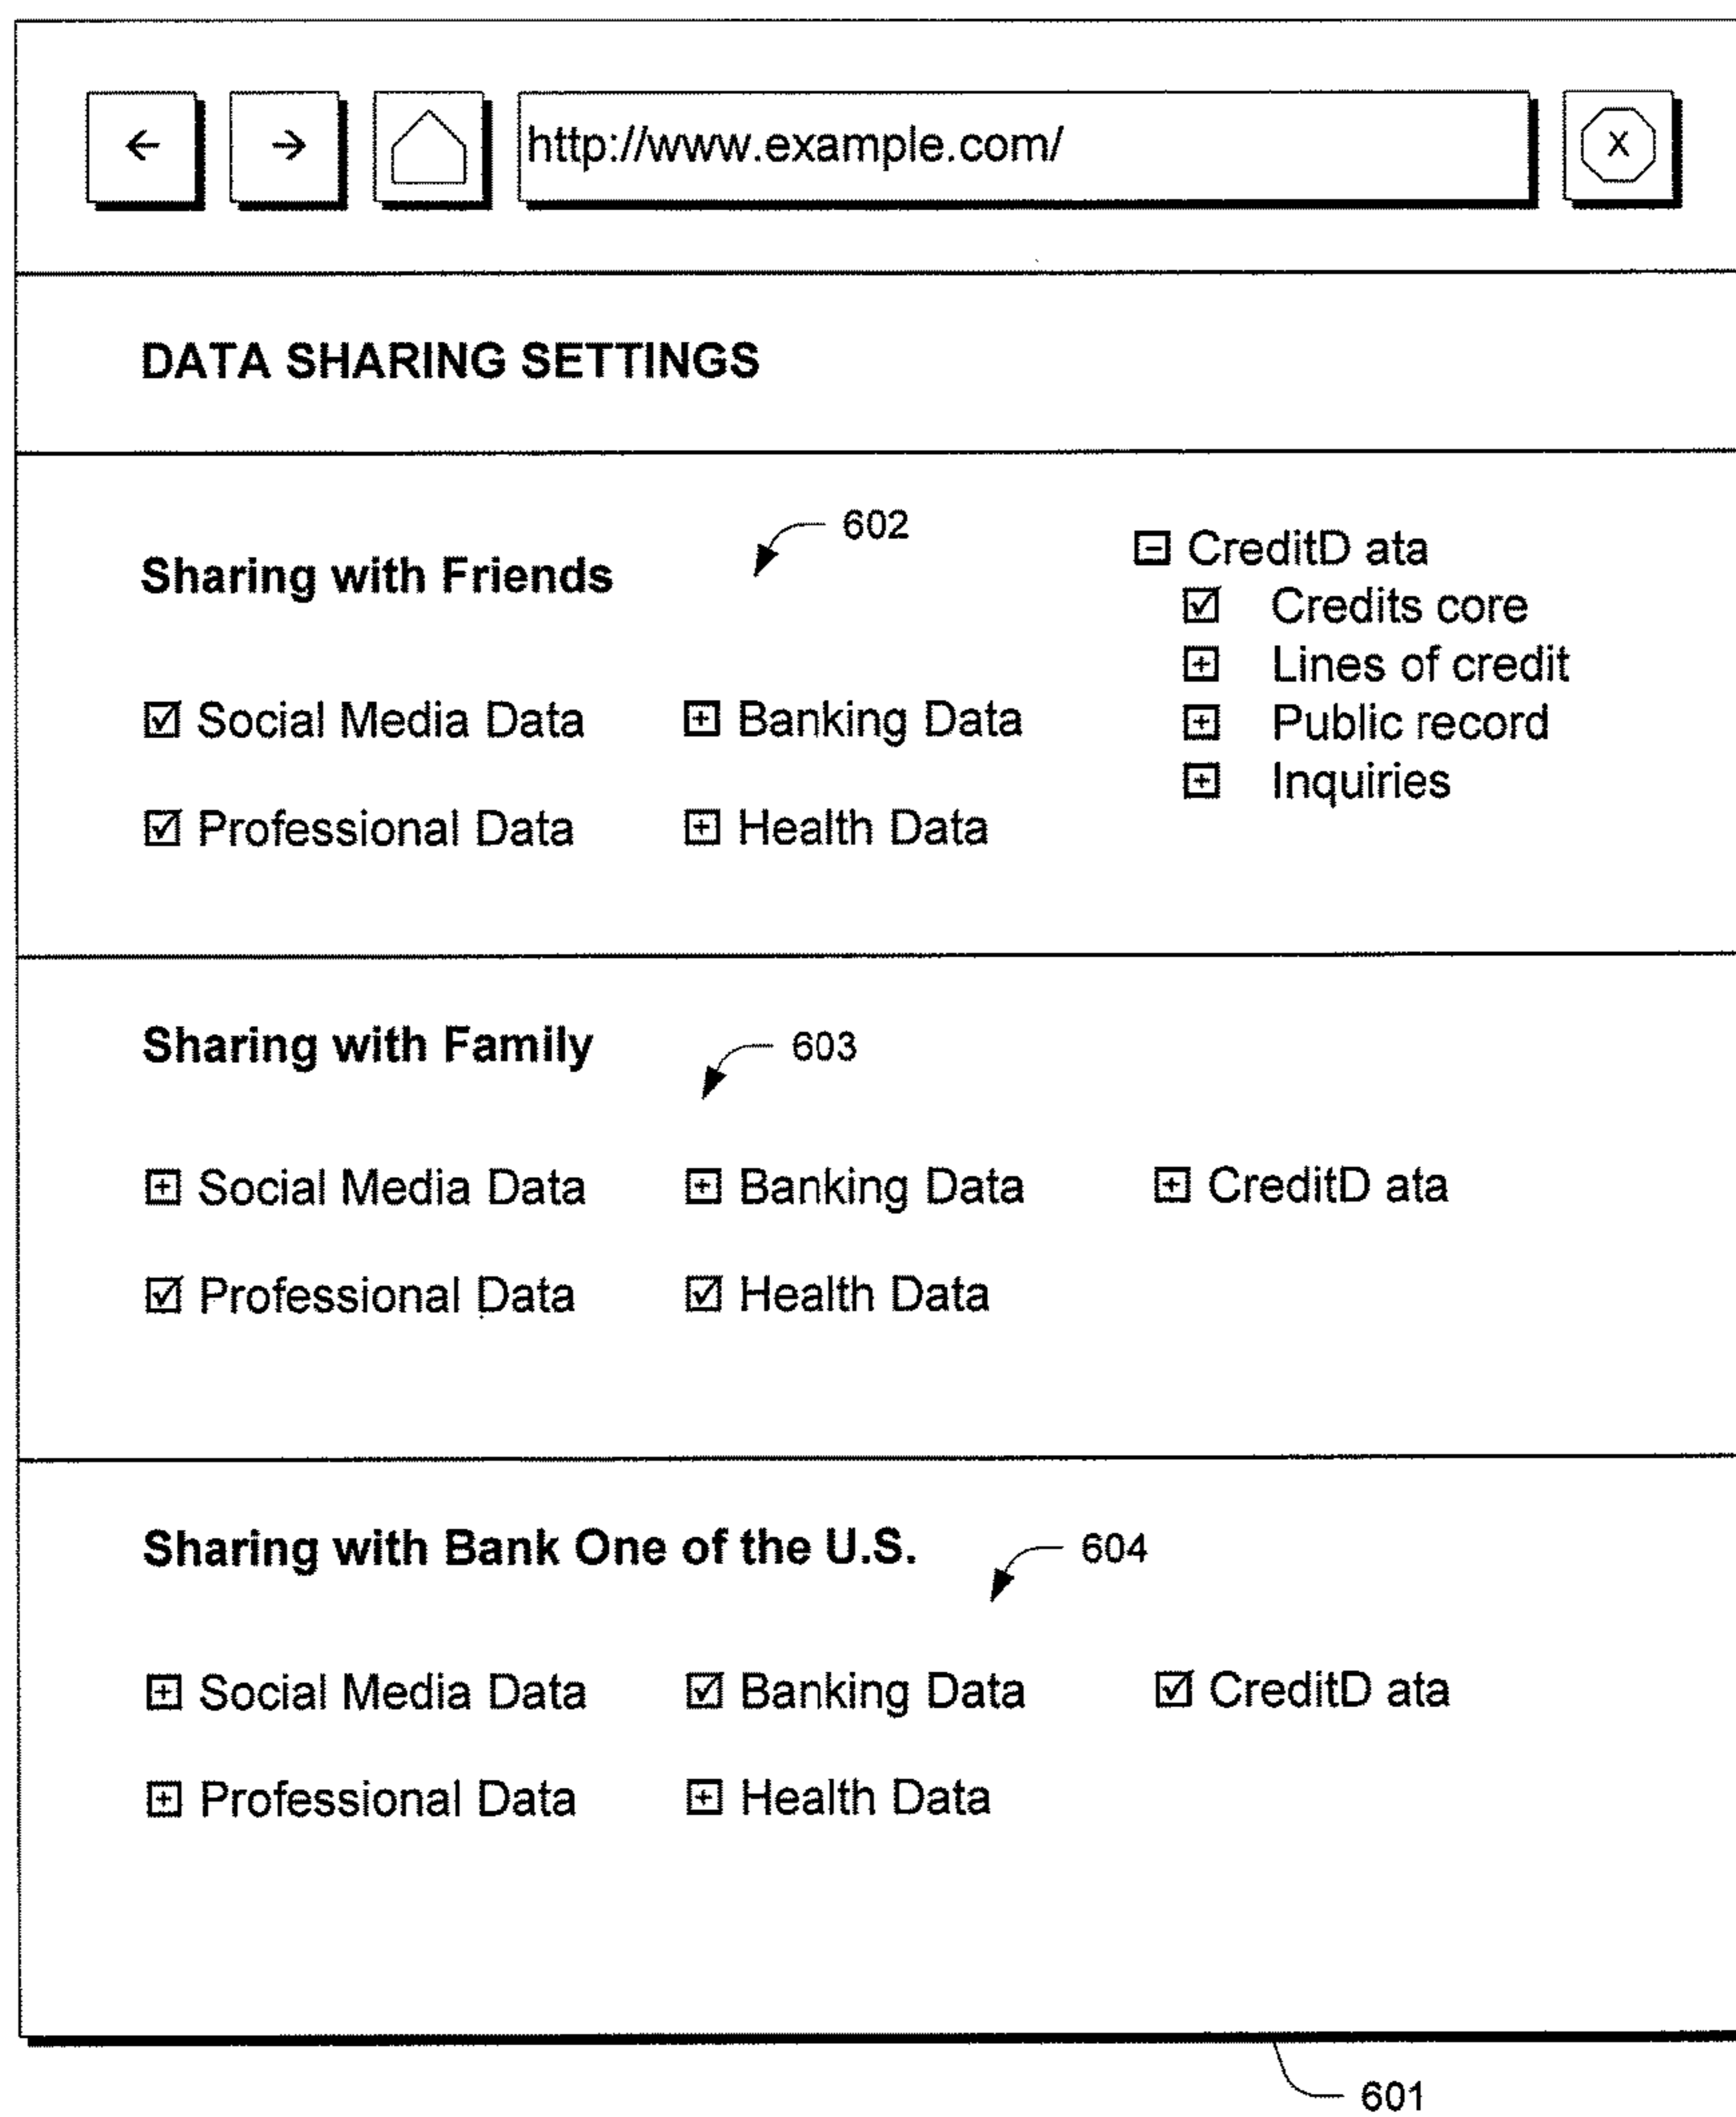 http://www.example.com/
X
DATA SHARING SETTINGS
Sharing with Friends
602
Social Media Data
Banking Data
Professional Data
Health Data
CreditD ata
Credits core
Lines of credit
Public record
Inquiries
Sharing with Family
603
Social Media Data
Banking Data
CreditD ata
Professional Data
Health Data
Sharing with Bank One of the U.S.
604
Social Media Data
Banking Data
CreditD ata
Professional Data
Health Data
601